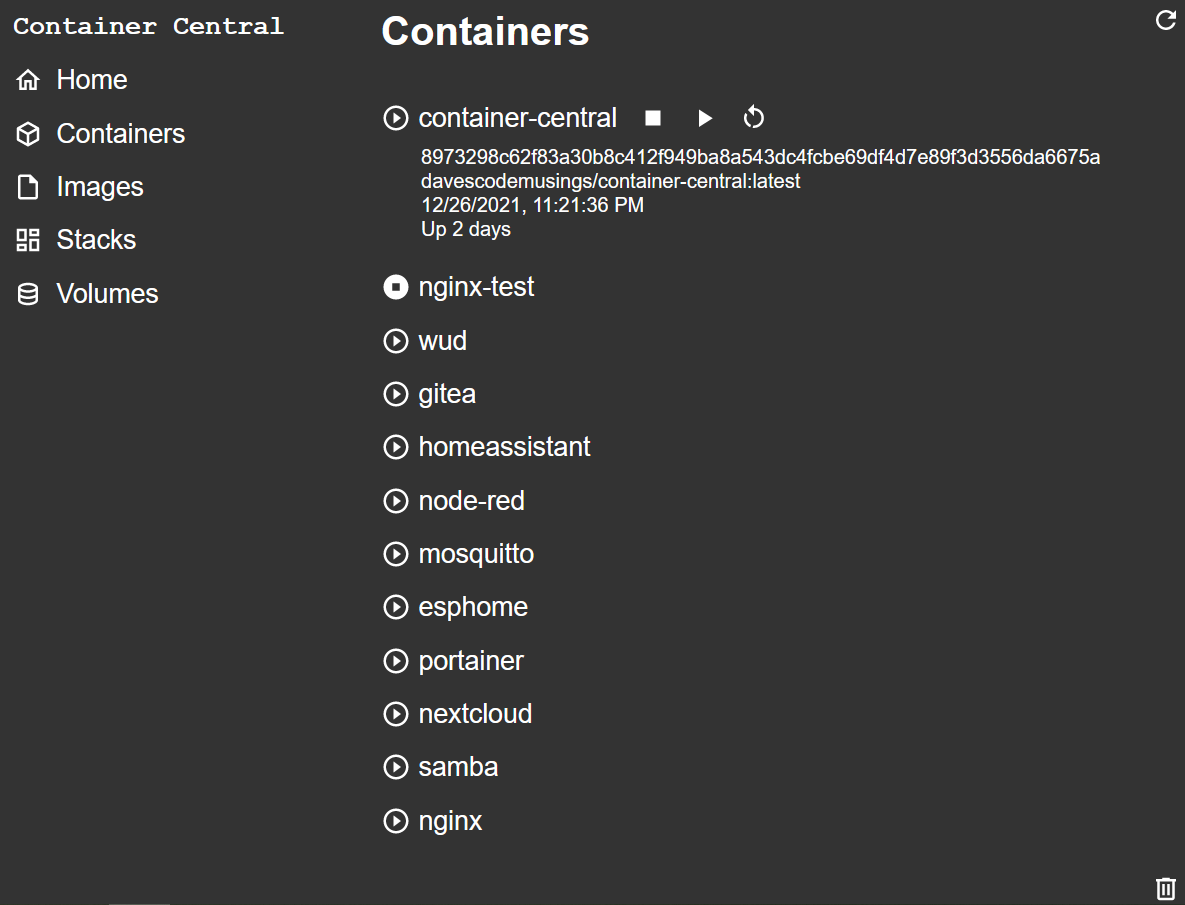 Container Central
Home
Containers
Images
Stacks
Volumes
Containers
container-central
8973298c62f83a30b8c412f949ba8a543dc4fcbe69df4d7e89f3d3556da6675a
davescodemusings/container-central:latest
12/26/2021, 11:21:36 PM
Up 2 days
nginx-test
wud
gitea
homeassistant
node-red
mosquitto
esphome
portainer
nextcloud
samba
nginx